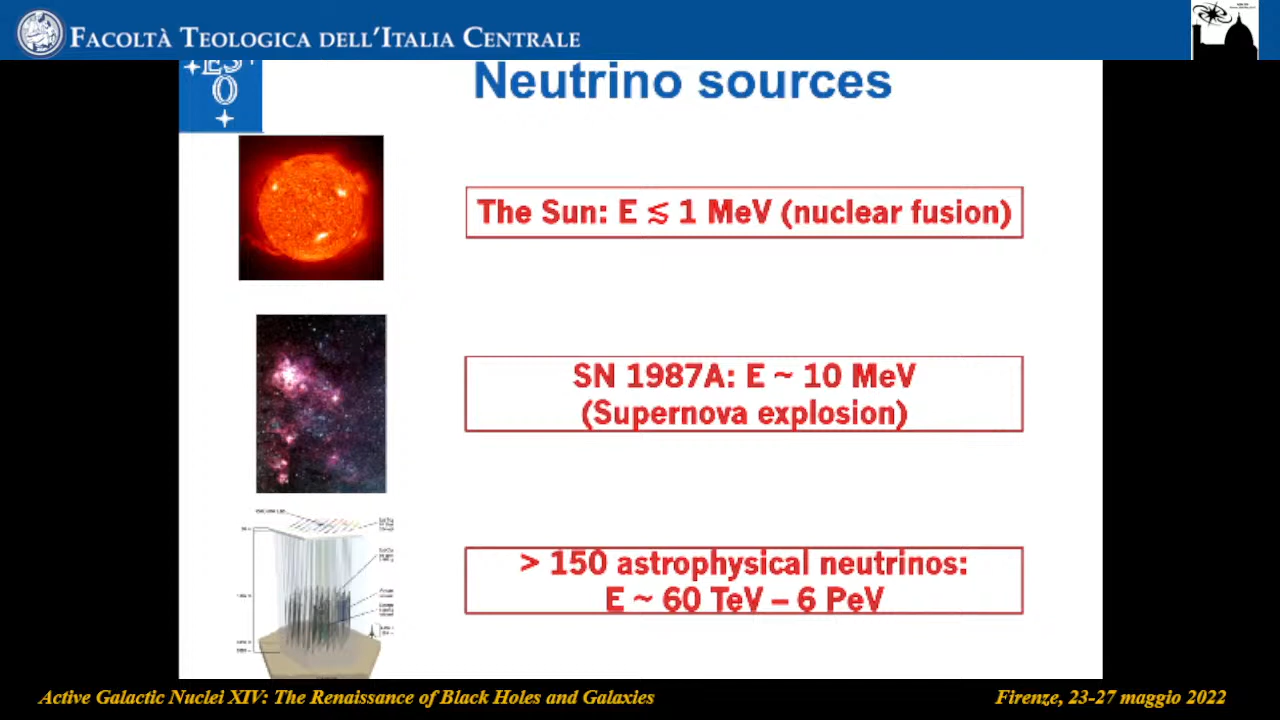 FACOLTÀ TEOLOGICA DELL'ITALIA CENTRALE
ESO
Neutrino sources
The Sun: E ≲ 1 MeV (nuclear fusion)
SN 1987A: E ~ 10 MeV
(Supernova explosion)
> 150 astrophysical neutrinos:
E ~ 60 TeV – 6 PeV
Active Galactic Nuclei XIV: The Renaissance of Black Holes and Galaxies
Firenze, 23-27 maggio 2022